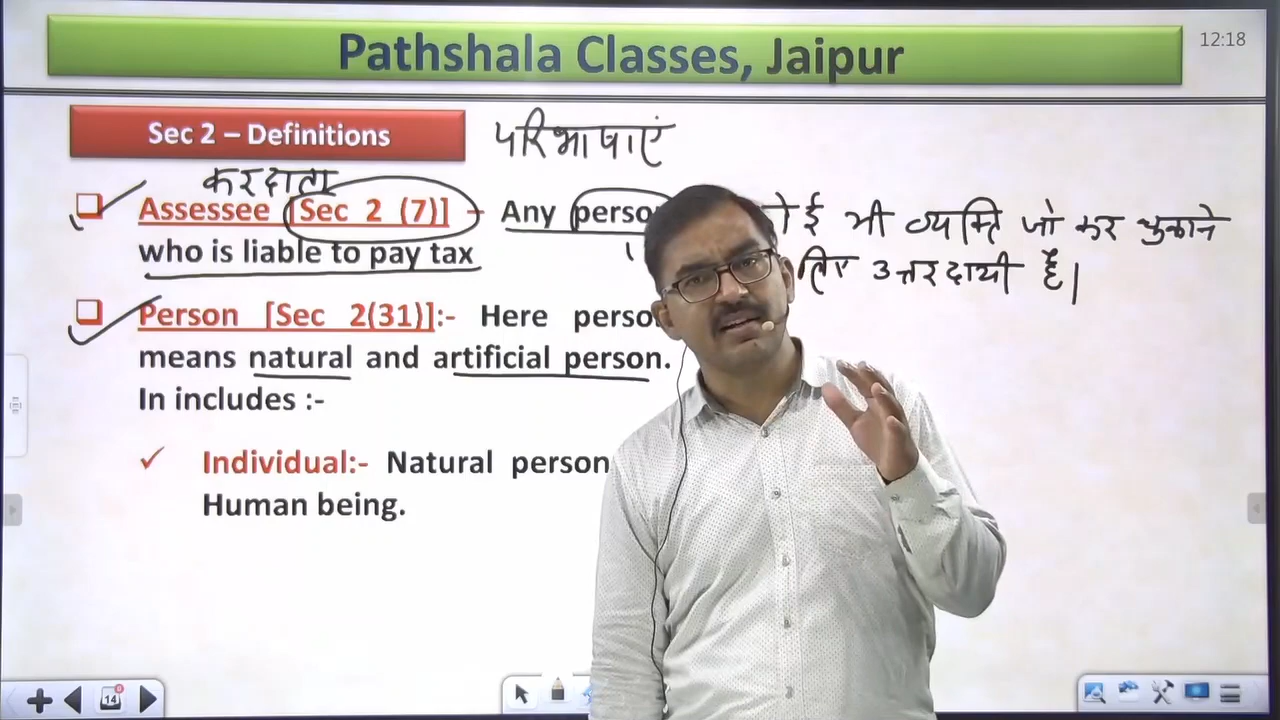 Pathshala Classes, Jaipur
12:18
Sec 2 – Definitions
परिभाषाएं
करदाता
Assessee [Sec 2 (7)] - Any
भी व्यक्ति जो कर चुकाने
who is liable to pay tax
लिए उत्तरदायी है।
Person [Sec 2(31)]:- Here
means natural and artificial person.
In includes :-
✓ Individual:- Natural person
Human being.
14